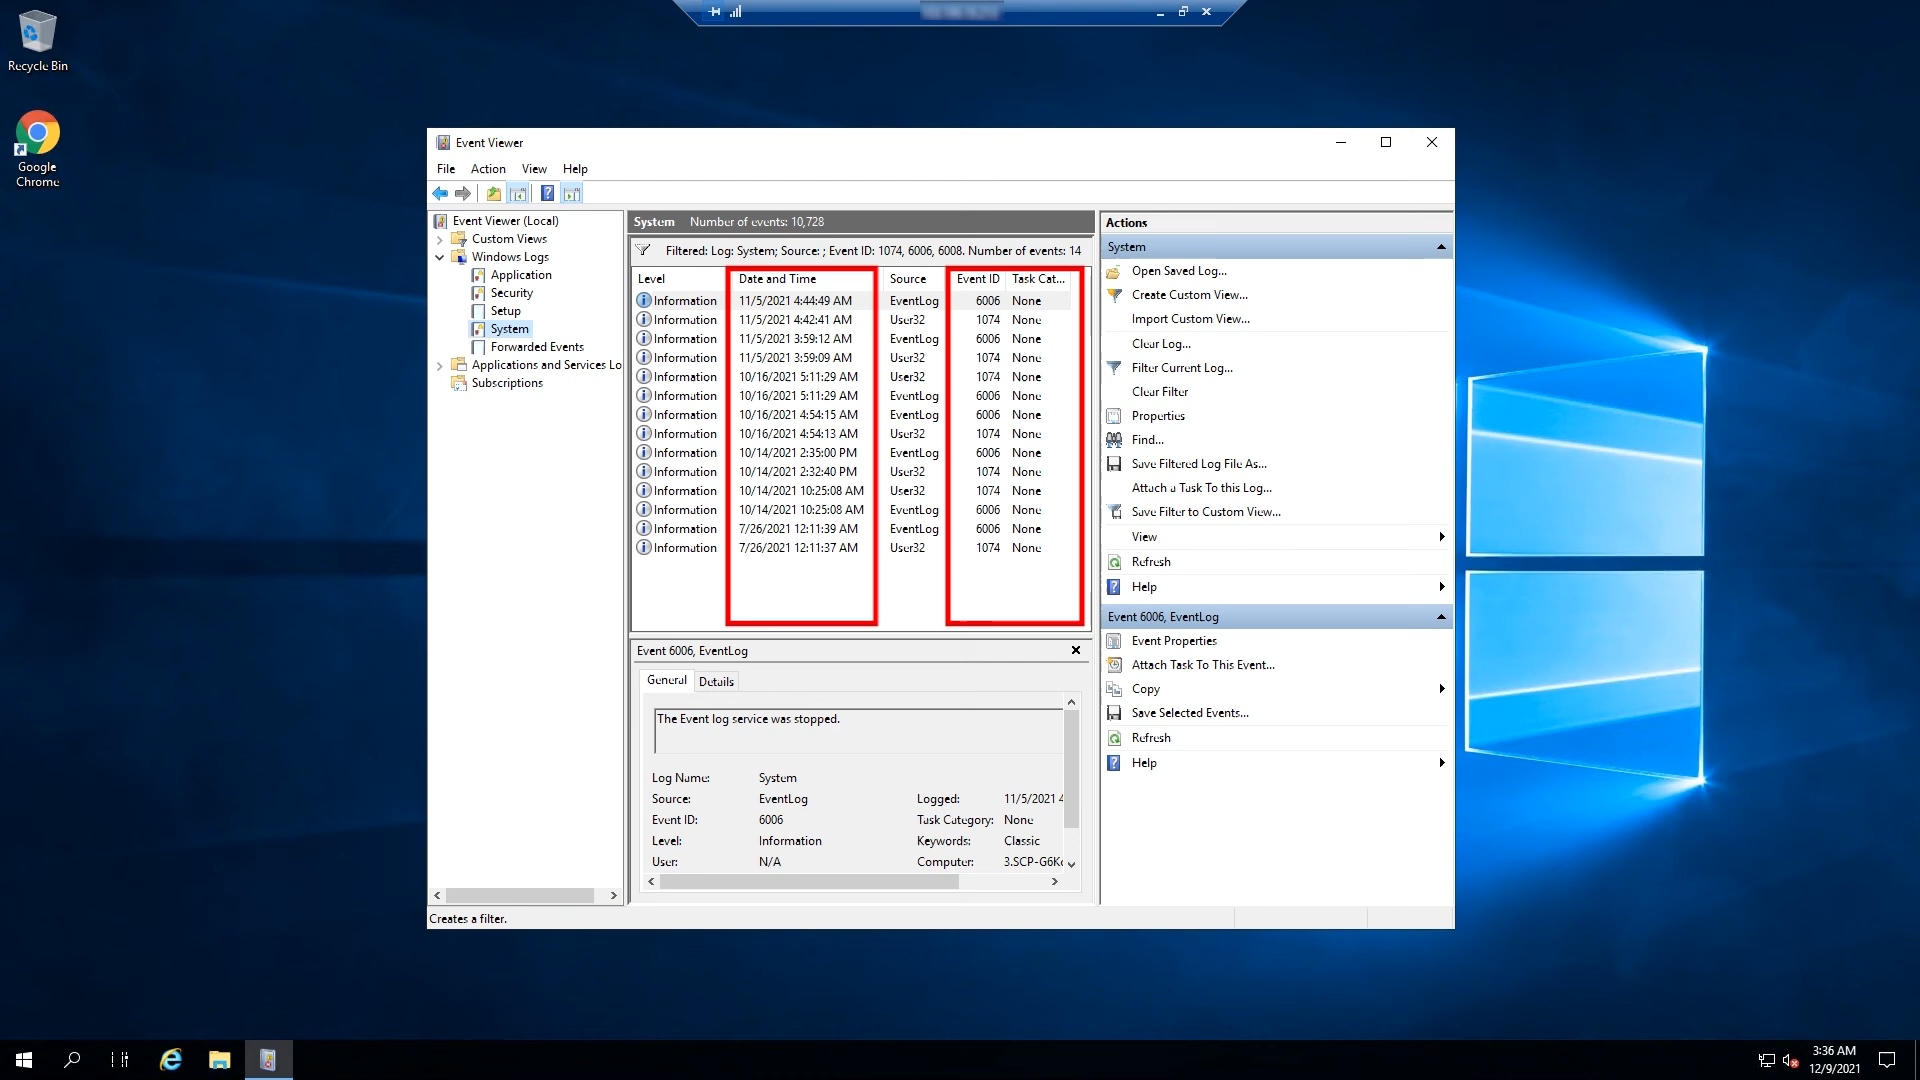 Recycle Bin
Google
Chrome
Event Viewer
File Action View Help
Event Viewer (Local)
Custom Views
Windows Logs
Application
Security
Setup
System
Forwarded Events
Applications and Services Lo
Subscriptions
System Number of events: 10,728
Filtered: Log: System; Source: ; Event ID: 1074, 6006, 6008. Number of events: 14
Level Date and Time Source Event ID Task Cat...
Information 11/5/2021 4:44:49 AM EventLog 6006 None
Information 11/5/2021 4:42:41 AM User32 1074 None
Information 11/5/2021 3:59:12 AM EventLog 6006 None
Information 11/5/2021 3:59:09 AM User32 1074 None
Information 10/16/2021 5:11:29 AM User32 1074 None
Information 10/16/2021 5:11:29 AM EventLog 6006 None
Information 10/16/2021 4:54:15 AM EventLog 6006 None
Information 10/16/2021 4:54:13 AM User32 1074 None
Information 10/14/2021 2:35:00 PM EventLog 6006 None
Information 10/14/2021 2:32:40 PM User32 1074 None
Information 10/14/2021 10:25:08 AM User32 1074 None
Information 10/14/2021 10:25:08 AM EventLog 6006 None
Information 7/26/2021 12:11:39 AM EventLog 6006 None
Information 7/26/2021 12:11:37 AM User32 1074 None
Event 6006, EventLog
General Details
The Event log service was stopped.
Log Name: System
Source: EventLog Logged: 11/5/2021 4
Event ID: 6006 Task Category: None
Level: Information Keywords: Classic
User: N/A Computer: 3.SCP-G6K
Actions
System
Open Saved Log...
Create Custom View...
Import Custom View...
Clear Log...
Filter Current Log...
Clear Filter
Properties
Find...
Save Filtered Log File As...
Attach a Task To this Log...
Save Filter to Custom View...
View
Refresh
Help
Event 6006, EventLog
Event Properties
Attach Task To This Event...
Copy
Save Selected Events...
Refresh
Help
Creates a filter.
3:36 AM
12/9/2021